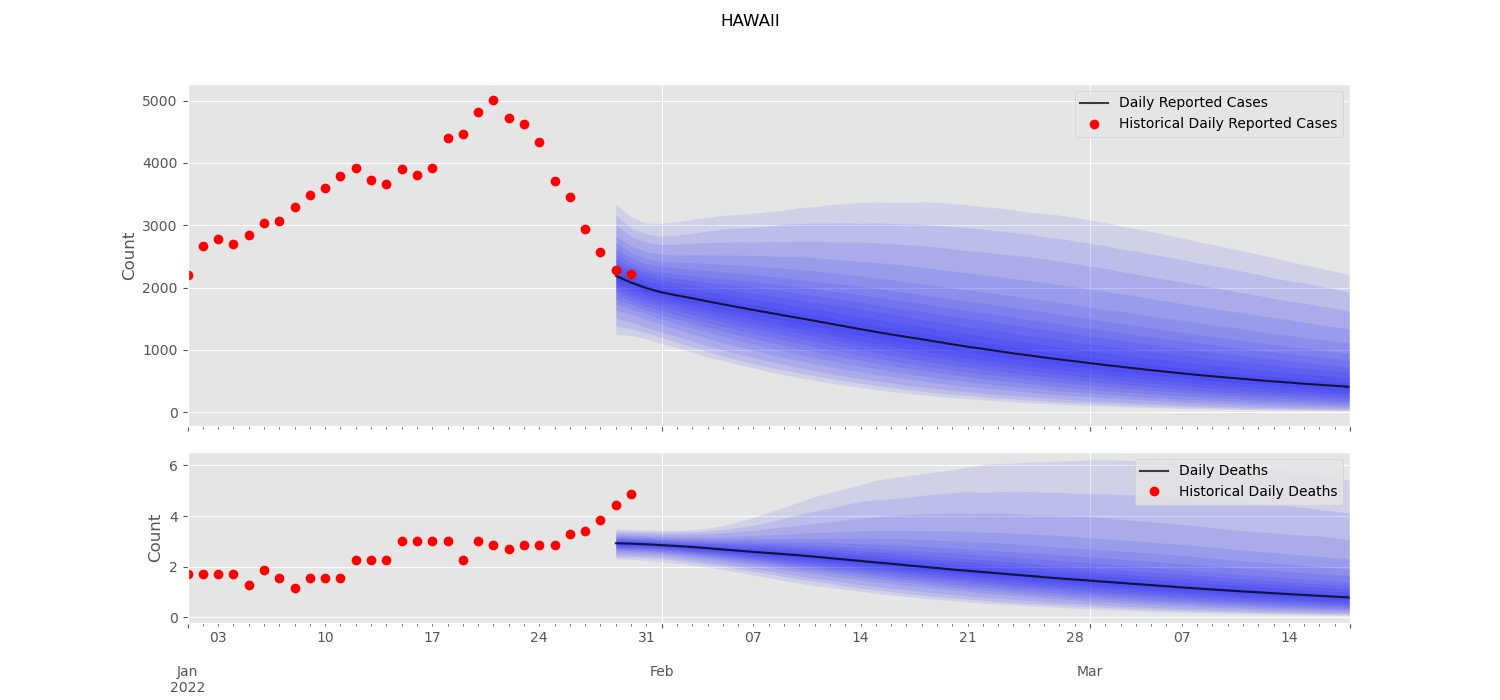 HAWAII
5000
4000
3000
2000
1000
0
Count
Daily Reported Cases
Historical Daily Reported Cases
6
4
2
0
Count
Daily Deaths
Historical Daily Deaths
03 10 17 24 31 07 14 21 28 07 14
Jan Feb Mar
2022